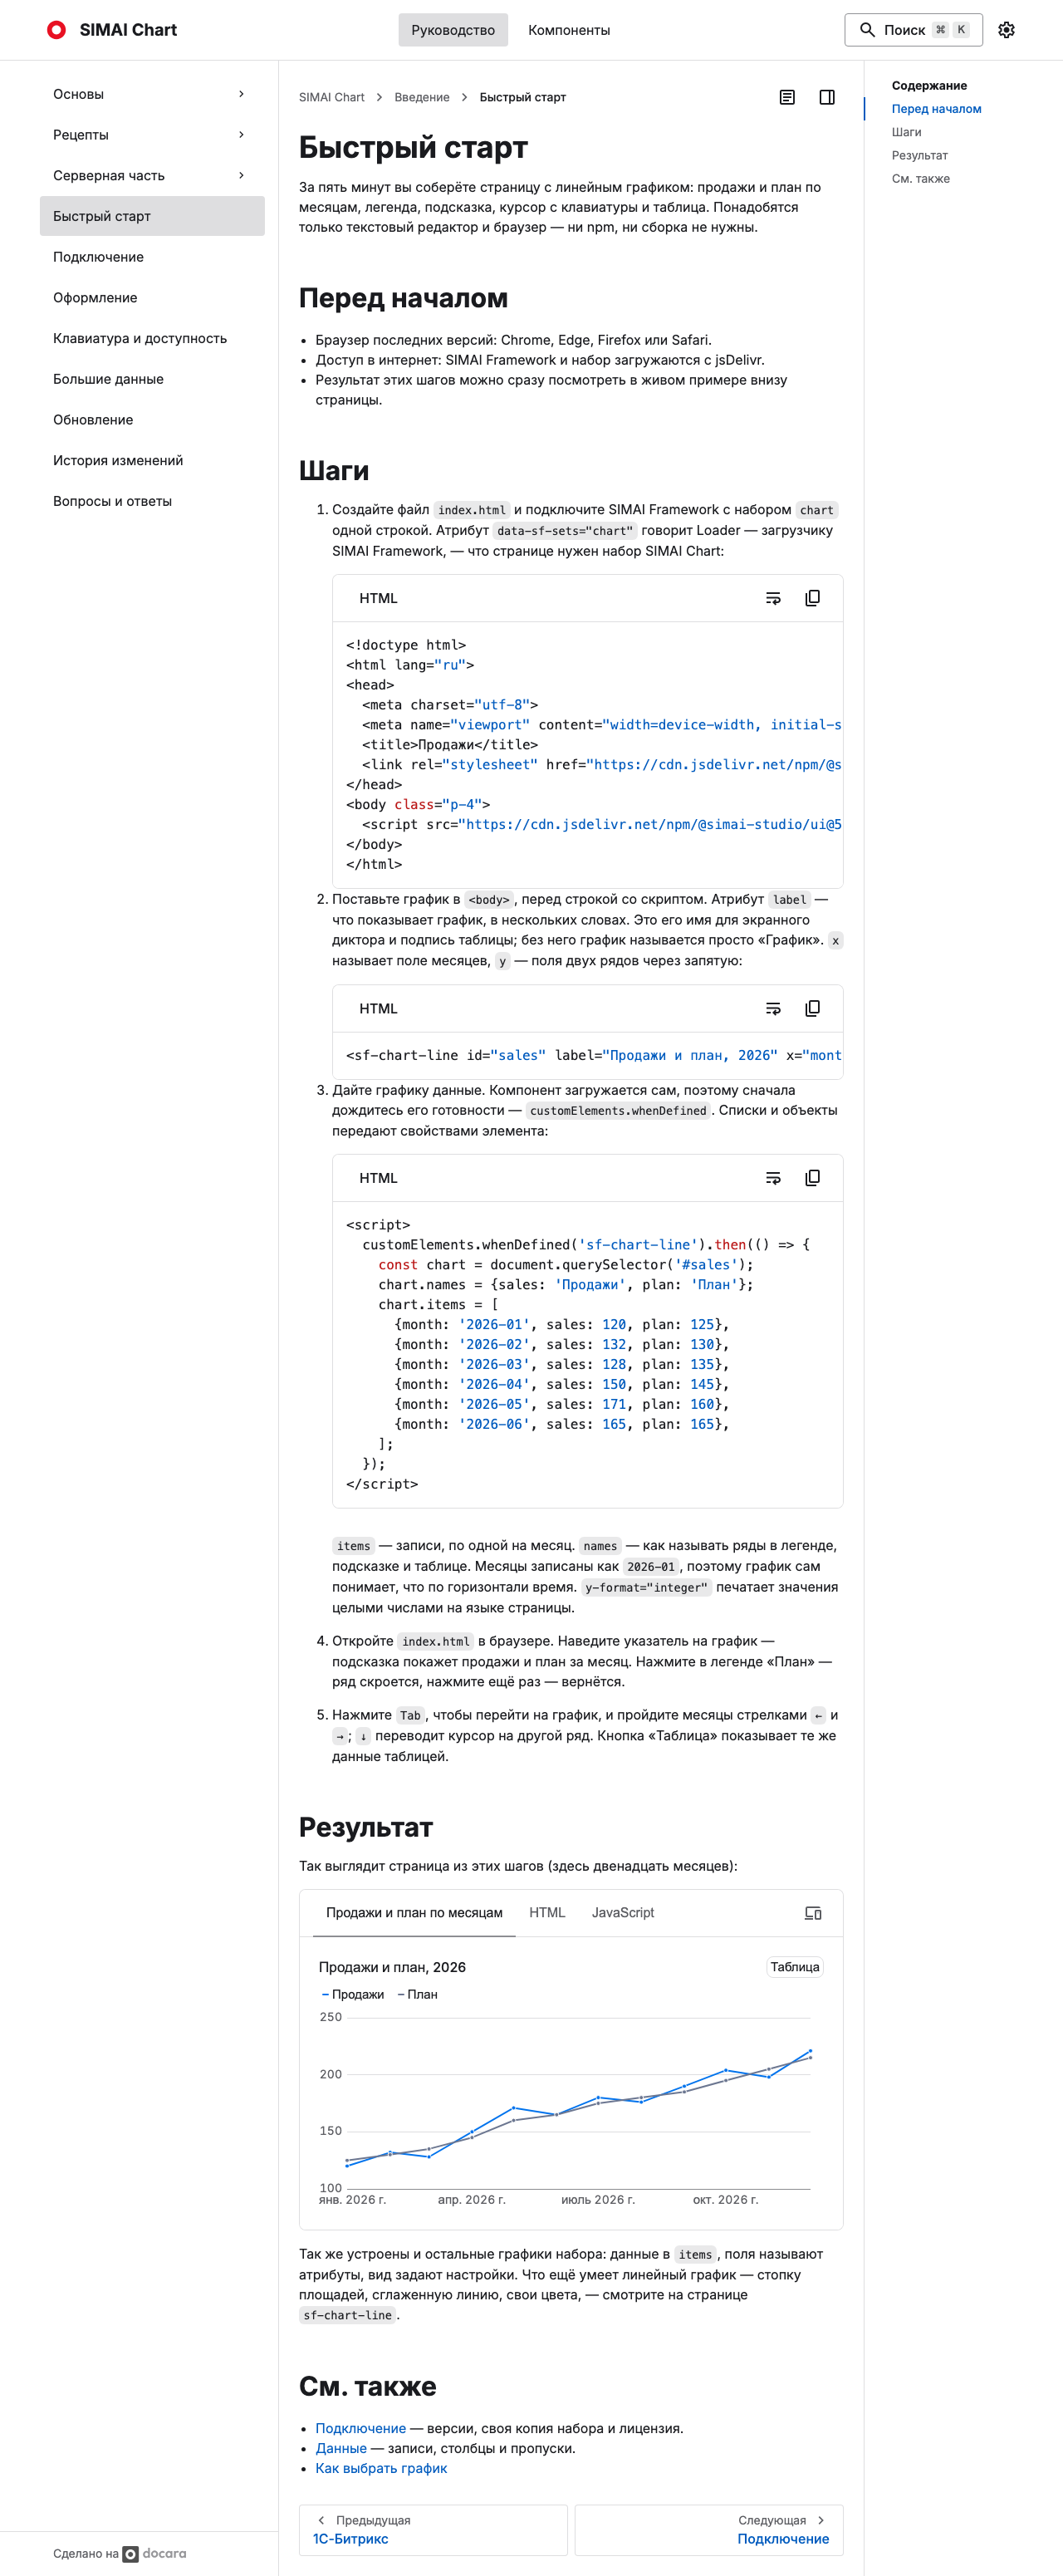 SIMAI Chart
Руководство
Компоненты
Поиск ⌘ K
Основы
Рецепты
Серверная часть
Быстрый старт
Подключение
Оформление
Клавиатура и доступность
Большие данные
Обновление
История изменений
Вопросы и ответы
SIMAI Chart > Введение > Быстрый старт
Быстрый старт
За пять минут вы соберёте страницу с линейным графиком: продажи и план по
месяцам, легенда, подсказка, курсор с клавиатуры и таблица. Понадобятся
только текстовый редактор и браузер — ни npm, ни сборка не нужны.
Перед началом
• Браузер последних версий: Chrome, Edge, Firefox или Safari.
• Доступ в интернет: SIMAI Framework и набор загружаются с jsDelivr.
• Результат этих шагов можно сразу посмотреть в живом примере внизу
страницы.
Шаги
1. Создайте файл index.html и подключите SIMAI Framework с набором chart
одной строкой. Атрибут data-sf-sets="chart" говорит Loader — загрузчику
SIMAI Framework, — что странице нужен набор SIMAI Chart:
HTML
<!doctype html>
<html lang="ru">
<head>
<meta charset="utf-8">
<meta name="viewport" content="width=device-width, initial-s
<title>Продажи</title>
<link rel="stylesheet" href="https://cdn.jsdelivr.net/npm/@s
</head>
<body class="p-4">
<script src="https://cdn.jsdelivr.net/npm/@simai-studio/ui@5
</body>
</html>
2. Поставьте график в <body>, перед строкой со скриптом. Атрибут label —
что показывает график, в нескольких словах. Это его имя для экранного
диктора и подпись таблицы; без него график называется просто «График». x
называет поле месяцев, y — поля двух рядов через запятую:
HTML
<sf-chart-line id="sales" label="Продажи и план, 2026" x="mont
3. Дайте графику данные. Компонент загружается сам, поэтому сначала
дождитесь его готовности — customElements.whenDefined. Списки и объекты
передают свойствами элемента:
HTML
<script>
customElements.whenDefined('sf-chart-line').then(() => {
const chart = document.querySelector('#sales');
chart.names = {sales: 'Продажи', plan: 'План'};
chart.items = [
{month: '2026-01', sales: 120, plan: 125},
{month: '2026-02', sales: 132, plan: 130},
{month: '2026-03', sales: 128, plan: 135},
{month: '2026-04', sales: 150, plan: 145},
{month: '2026-05', sales: 171, plan: 160},
{month: '2026-06', sales: 165, plan: 165},
];
});
</script>
items — записи, по одной на месяц. names — как называть ряды в легенде,
подсказке и таблице. Месяцы записаны как 2026-01, поэтому график сам
понимает, что по горизонтали время. y-format="integer" печатает значения
целыми числами на языке страницы.
4. Откройте index.html в браузере. Наведите указатель на график —
подсказка покажет продажи и план за месяц. Нажмите в легенде «План» —
ряд скроется, нажмите ещё раз — вернётся.
5. Нажмите Tab, чтобы перейти на график, и пройдите месяцы стрелками ← и
→; ↓ переводит курсор на другой ряд. Кнопка «Таблица» показывает те же
данные таблицей.
Результат
Так выглядит страница из этих шагов (здесь двенадцать месяцев):
Продажи и план по месяцам
HTML
JavaScript
Продажи и план, 2026
Таблица
Продажи
План
250
200
150
100
янв. 2026 г.
апр. 2026 г.
июль 2026 г.
окт. 2026 г.
Так же устроены и остальные графики набора: данные в items, поля называют
атрибуты, вид задают настройки. Что ещё умеет линейный график — стопку
площадей, сглаженную линию, свои цвета, — смотрите на странице
sf-chart-line.
См. также
• Подключение — версии, своя копия набора и лицензия.
• Данные — записи, столбцы и пропуски.
• Как выбрать график
Предыдущая
1С-Битрикс
Следующая
Подключение
Содержание
Перед началом
Шаги
Результат
См. также
Сделано на docara